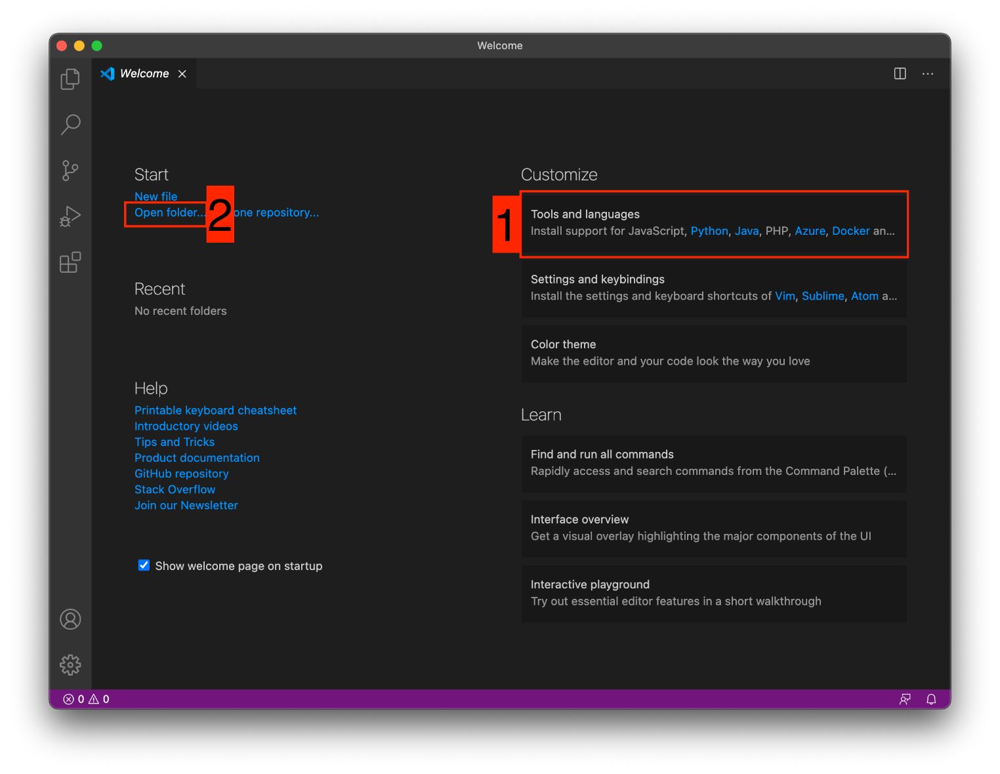 Welcome
Welcome
Start
New file
Open folder...
2
one repository...
Recent
No recent folders
Help
Printable keyboard cheatsheet
Introductory videos
Tips and Tricks
Product documentation
GitHub repository
Stack Overflow
Join our Newsletter
Show welcome page on startup
Customize
1
Tools and languages
Install support for JavaScript, Python, Java, PHP, Azure, Docker an...
Settings and keybindings
Install the settings and keyboard shortcuts of Vim, Sublime, Atom a...
Color theme
Make the editor and your code look the way you love
Learn
Find and run all commands
Rapidly access and search commands from the Command Palette (...
Interface overview
Get a visual overlay highlighting the major components of the UI
Interactive playground
Try out essential editor features in a short walkthrough
0 0